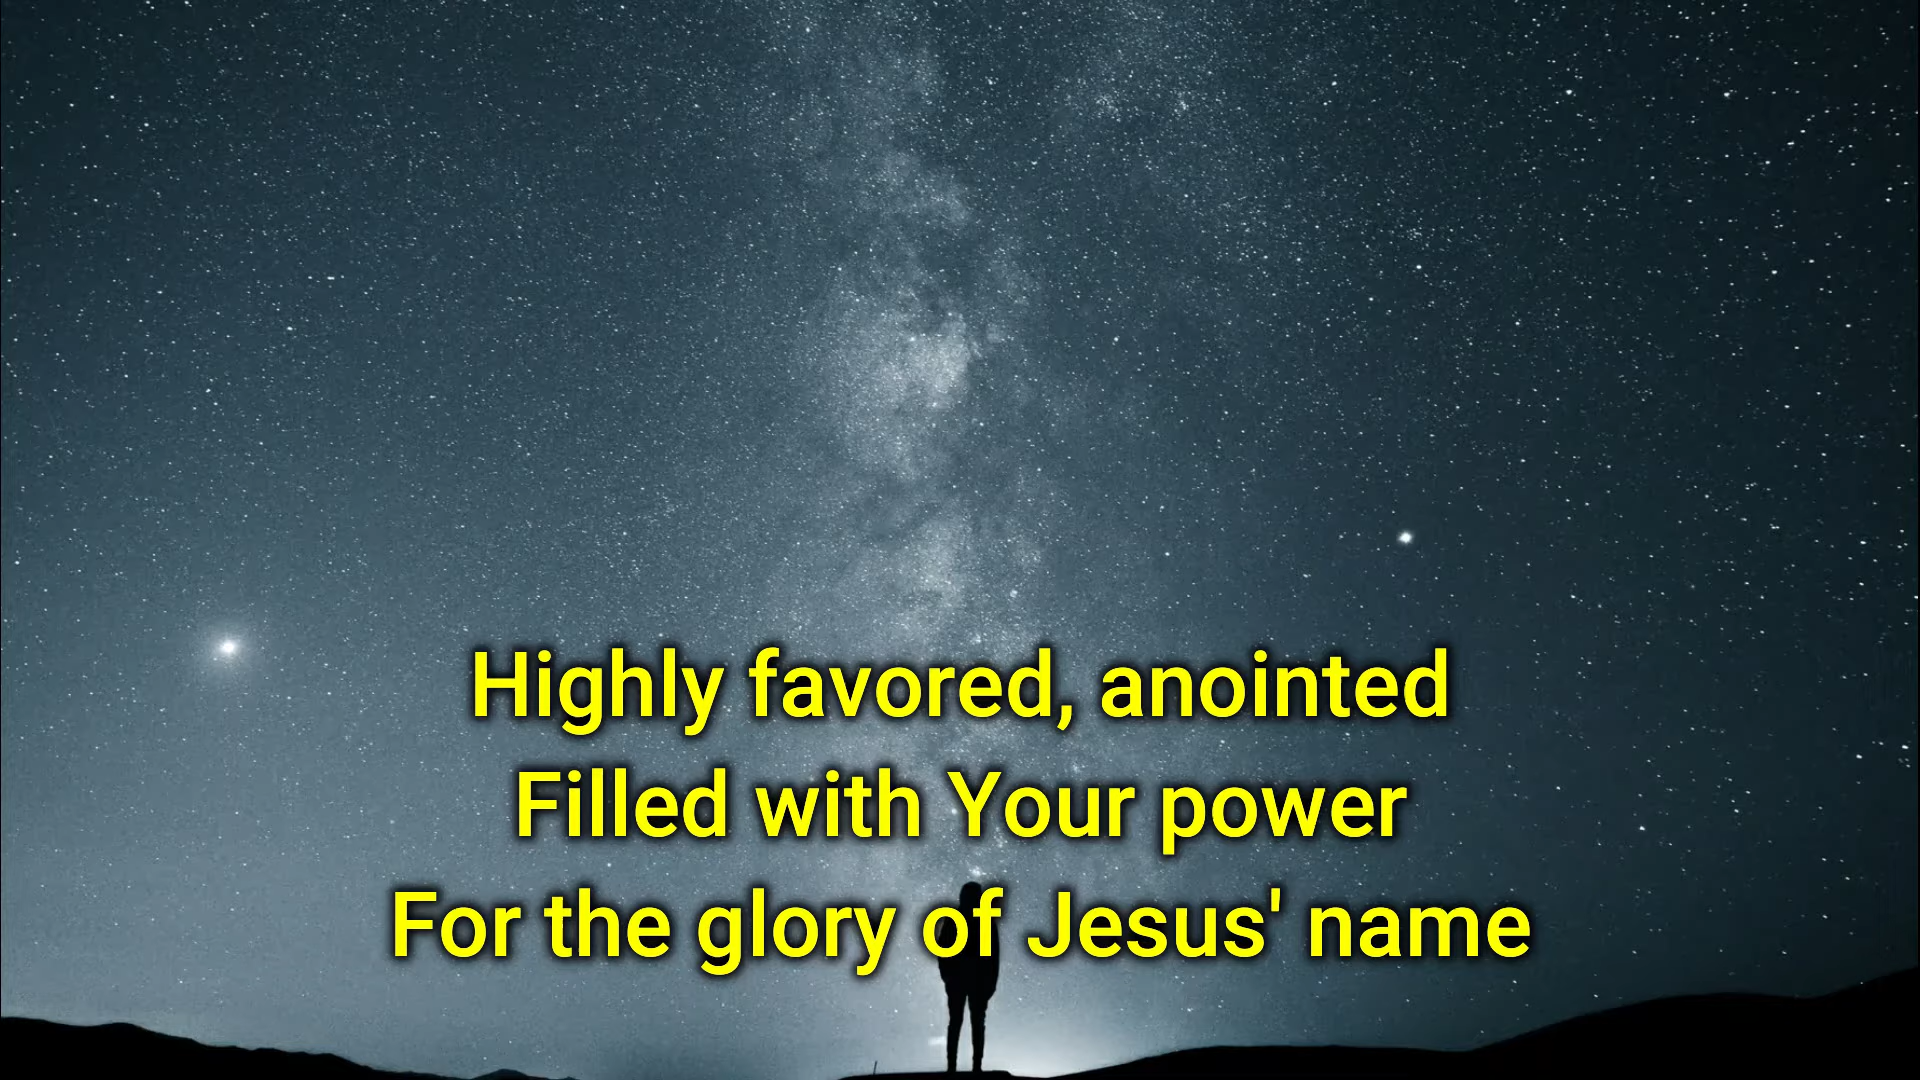 Highly favored, anointed
Filled with Your power
For the glory of Jesus' name